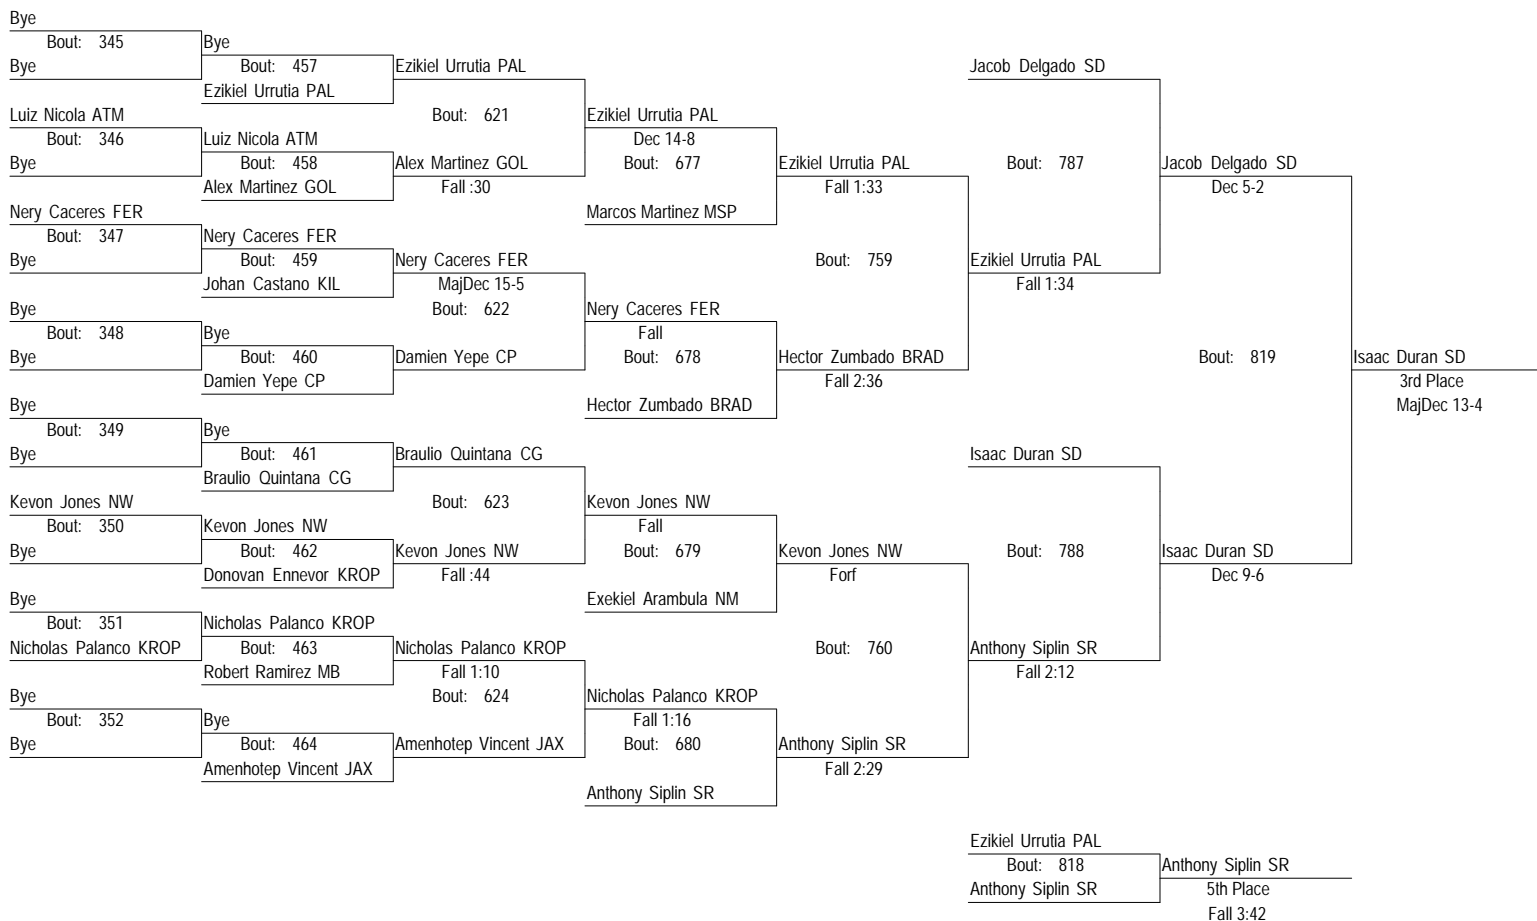 Bye
Bout: 345
Bye
Bye
Bout: 457
Ezikiel Urrutia PAL
Ezikiel Urrutia PAL
Luiz Nicola ATM
Bout: 346
Bye
Luiz Nicola ATM
Bout: 458
Alex Martinez GOL
Alex Martinez GOL
Fall :30
Bout: 621
Ezikiel Urrutia PAL
Dec 14-8
Bout: 677
Marcos Martinez MSP
Ezikiel Urrutia PAL
Fall 1:33
Nery Caceres FER
Bout: 347
Bye
Nery Caceres FER
Bout: 459
Johan Castano KIL
Nery Caceres FER
MajDec 15-5
Bout: 622
Bye
Bout: 348
Bye
Bye
Bout: 460
Damien Yepe CP
Damien Yepe CP
Nery Caceres FER
Fall
Bout: 678
Hector Zumbado BRAD
Hector Zumbado BRAD
Fall 2:36
Bout: 759
Ezikiel Urrutia PAL
Fall 1:34
Jacob Delgado SD
Bout: 787
Jacob Delgado SD
Dec 5-2
Bye
Bout: 349
Bye
Bye
Bout: 461
Braulio Quintana CG
Braulio Quintana CG
Kevon Jones NW
Bout: 350
Bye
Kevon Jones NW
Bout: 462
Donovan Ennevor KROP
Kevon Jones NW
Fall :44
Bout: 623
Kevon Jones NW
Fall
Bout: 679
Exekiel Arambula NM
Kevon Jones NW
Forf
Bye
Bout: 351
Nicholas Palanco KROP
Nicholas Palanco KROP
Bout: 463
Robert Ramirez MB
Nicholas Palanco KROP
Fall 1:10
Bout: 624
Bye
Bout: 352
Bye
Bye
Bout: 464
Amenhotep Vincent JAX
Amenhotep Vincent JAX
Nicholas Palanco KROP
Fall 1:16
Bout: 680
Anthony Siplin SR
Anthony Siplin SR
Fall 2:29
Bout: 760
Anthony Siplin SR
Fall 2:12
Isaac Duran SD
Bout: 788
Isaac Duran SD
Dec 9-6
Bout: 819
Isaac Duran SD
3rd Place
MajDec 13-4
Ezikiel Urrutia PAL
Bout: 818
Anthony Siplin SR
Anthony Siplin SR
5th Place
Fall 3:42